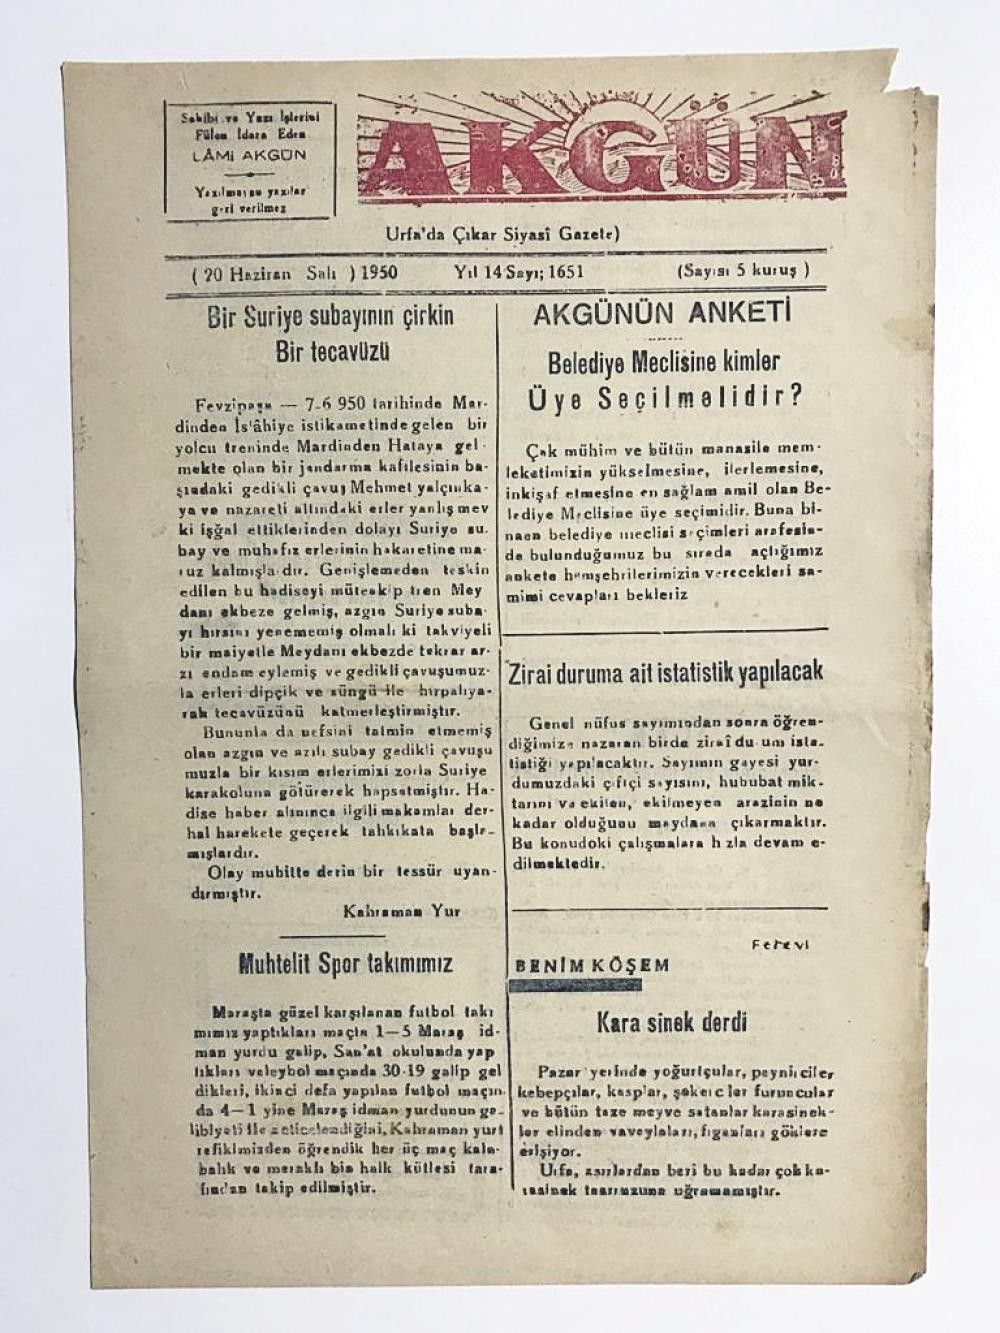 Sahibi ve Yazı İşlerini
Fiilen İdare Eden
LÂMi AKGÜN
Yazılmayan yazılar
geri verilmez
AKGÜN
Urfa'da Çıkar Siyasî Gazete)
( 20 Haziran Salı ) 1950 Yıl 14 Sayı; 1651 (Sayısı 5 kuruş )
Bir Suriye subayının çirkin
Bir tecavüzü
Fevzipaşa — 7-6 950 tarihinde Mar-
dinden İs'âhiye istikametinde gelen bir
yolcu treninde Mardinden Hataya gel-
mekte olan bir jandarma kafilesinin ba-
şındaki gedikli çavuş Mehmet yalçınka-
ya ve nazareti altındaki erler yanlış mev
ki işgal ettiklerinden dolayı Suriye su.
bay ve muhafız erlerinin hakaretine ma-
ruz kalmışladır. Genişlemeden teskin
edilen bu hadiseyi müteakip tren Mey
danı ekbeze gelmiş, azgın Suriye suba-
yı hırsını yenememiş olmalı ki takviyeli
bir maiyetle Meydanı ekbezde tekrar ar-
zı endam eylemiş ve gedikli çavuşumuz-
la erleri dipçik ve süngü ile hırpalıya-
rak tecavüzünü katmerleştirmiştir.
Bununla da nefsini tatmin etmemiş
olan azgın ve azılı subay gedikli çavuşu
muzla bir kısım erlerimizi zorla Suriye
karakoluna götürerek hapsetmiştir. Ha-
dise haber alınınca ilgili makamlar der-
hal harekete geçerek tahkikata başla-
mışlardır.
Olay muhitte derin bir tessür uyan-
dırmıştır.
Kahraman Yur
Muhtelit Spor takımımız
Maraşta güzel karşılanan futbol takı
mımız yaptıkları maçta 1—5 Maraş id-
man yurdu galip, San'at okulunda yap
tıkları veleybol maçında 30-19 galip gel
dikleri, ikinci defa yapılan futbol maçın-
da 4—1 yine Maraş idman yurdunun ga-
libiyeti ile neticelendiğini, Kahraman yurt
refikimizden öğrendik her üç maç kala-
balık ve meraklı bin halk kütlesi tara-
fından takip edilmiştir.
AKGÜNÜN ANKETİ
Belediye Meclisine kimler
Üye Seçilmelidir?
Çok mühim ve bütün manasile mem-
leketimizin yükselmesine, ilerlemesine,
inkişaf etmesine en sağlam amil olan Be-
lediye Meclisine üye seçimidir. Buna bi-
naen belediye meclisi seçimleri arefesin-
de bulunduğumuz bu sırada açtığımız
ankete hemşehrilerimizin verecekleri sa-
mimi cevapları bekleriz
Zirai duruma ait istatistik yapılacak
Genel nüfus sayımından sonra öğren-
diğimize nazaran birde ziraî du um ista-
tistiği yapılacaktır. Sayımın gayesi yur-
dumuzdaki çiftçi sayısını, hububat mik-
tarını ve ekilen, ekilmeyen arazinin ne
kadar olduğunu maydana çıkarmaktır.
Bu konudoki çalışmalara h zla devam e-
dilmektedir.
Fetevi
BENİM KÖŞEM
Kara sinek derdi
Pazar yerinde yoğurtçular, peynirciler
kebepçılar, kasplar, şekerciler furuncular
ve bütün taze meyve satanlar karasinek-
ler elinden vaveylaları, figanları göklere
erişiyor.
Urfa, asırlardan beri bu kadar çok ka-
rasinek taarruzuna uğramamıştır.